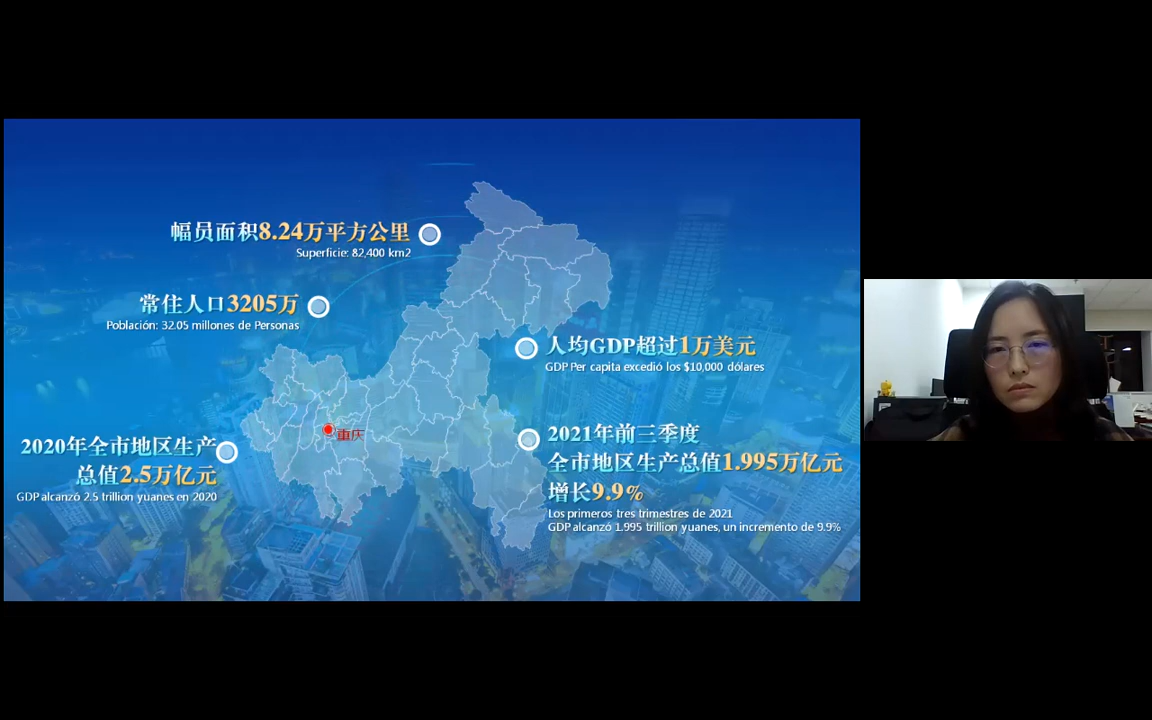 幅员面积8.24万平方公里
Superficie: 82,400 km2
常住人口3205万
Población: 32.05 millones de Personas
人均GDP超过1万美元
GDP Per capita excedió los $10,000 dólares
重庆
2020年全市地区生产
总值2.5万亿元
GDP alcanzó 2.5 trillion yuanes en 2020
2021年前三季度
全市地区生产总值1.995万亿元
增长9.9%
Los primeros tres trimestres de 2021
GDP alcanzó 1.995 trillion yuanes, un incremento de 9.9%